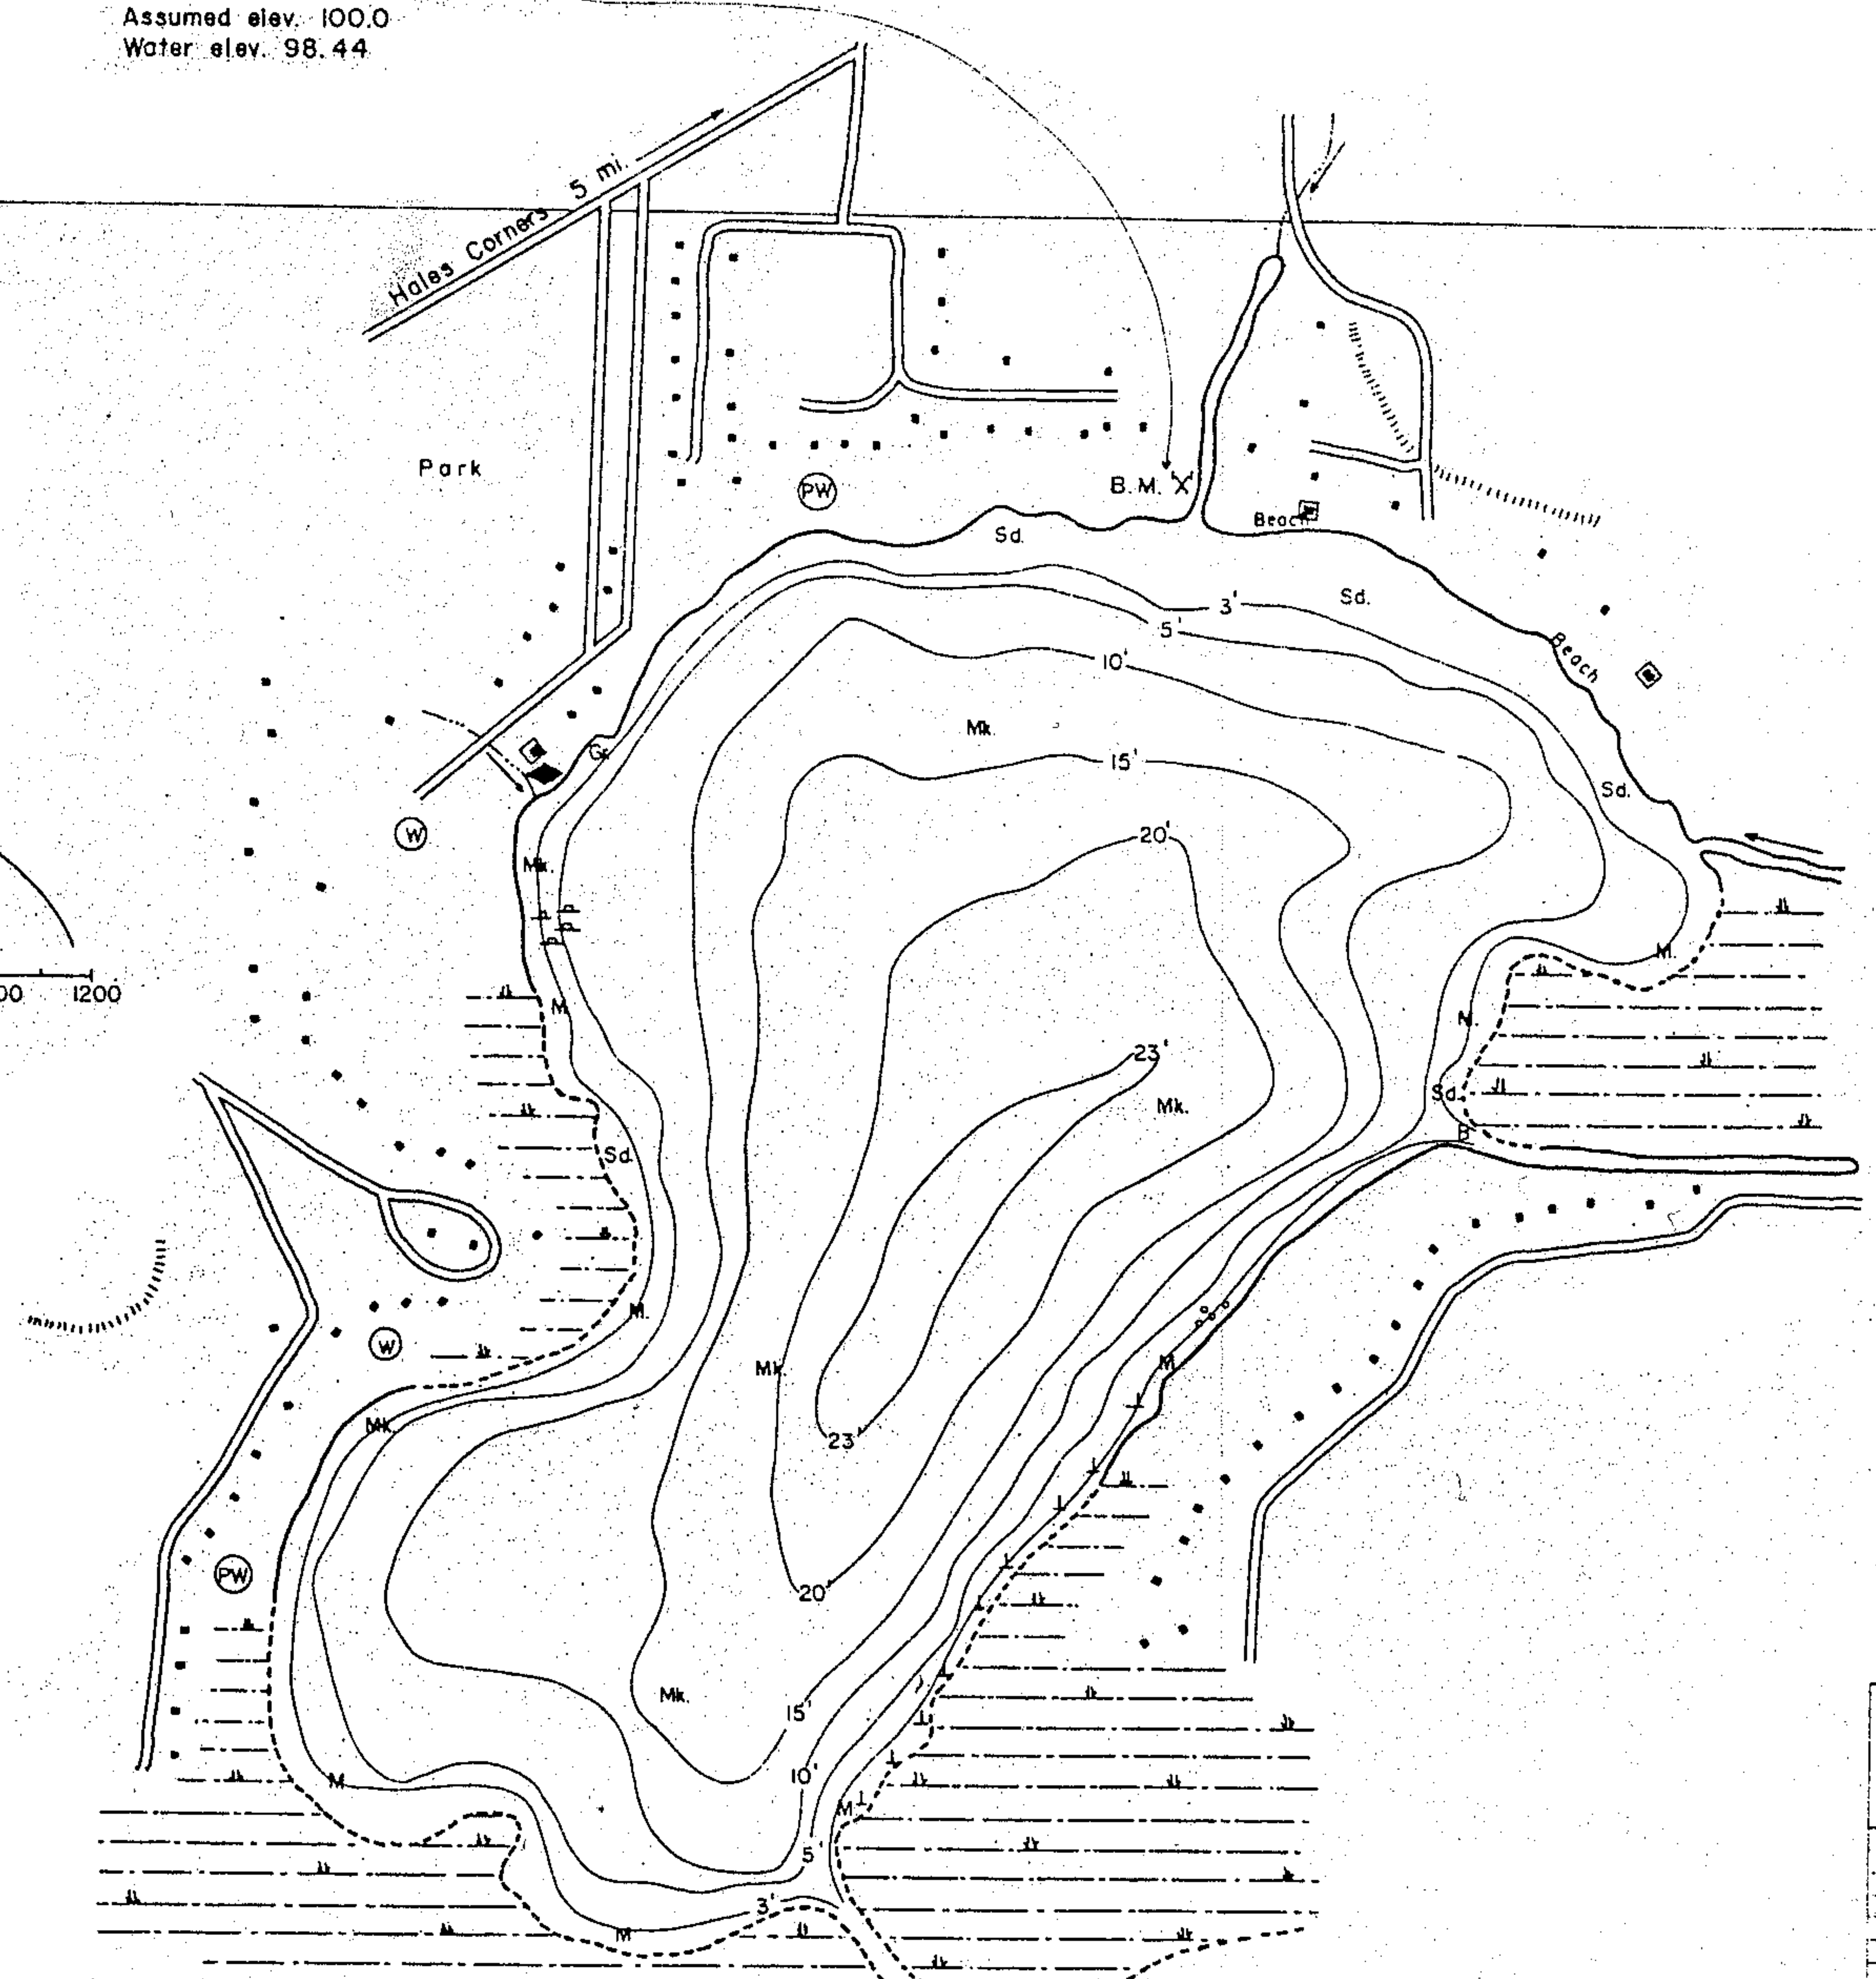 Assumed elev. 100.0
Water elev. 98.44
Hales Corners 5 mi.
Park
PW
B.M. 'X'
Beach
Sd.
Sd.
3'
5'
10'
Beach
Mk.
Gr.
15'
Sd.
W
20'
Mk.
M.
M.
1200
M.
23'
Mk.
Sd.
B
Sd.
M.
W
Mk.
M
Mk.
23'
PW
20'
Mk.
15'
10'
M
M
5'
3'
M